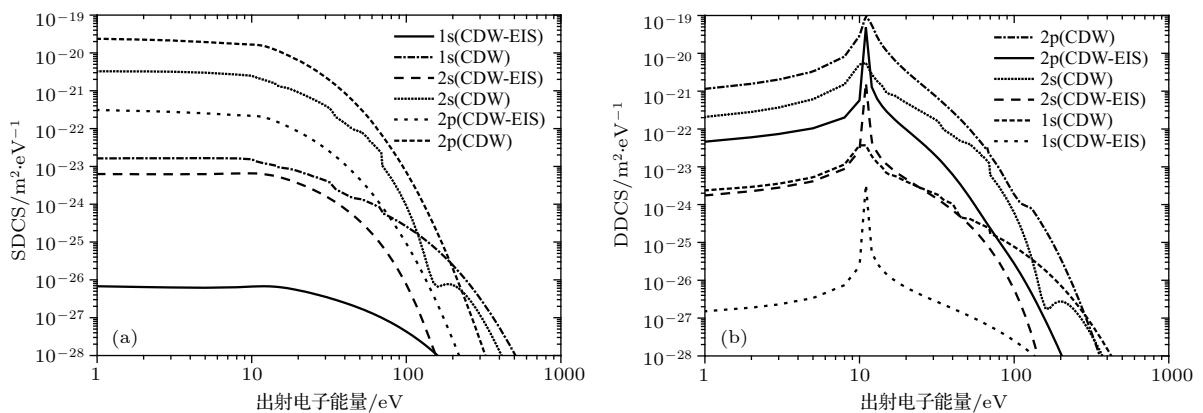 10⁻¹⁹
10⁻²⁰
10⁻²¹
10⁻²²
10⁻²³
10⁻²⁴
10⁻²⁵
10⁻²⁶
10⁻²⁷
10⁻²⁸
SDCS/m²·eV⁻¹
1s(CDW-EIS)
1s(CDW)
2s(CDW-EIS)
2s(CDW)
2p(CDW-EIS)
2p(CDW)
(a)
1
10
100
1000
出射电子能量/eV
10⁻¹⁹
10⁻²⁰
10⁻²¹
10⁻²²
10⁻²³
10⁻²⁴
10⁻²⁵
10⁻²⁶
10⁻²⁷
10⁻²⁸
DDCS/m²·eV⁻¹
2p(CDW)
2p(CDW-EIS)
2s(CDW)
2s(CDW-EIS)
1s(CDW)
1s(CDW-EIS)
(b)
1
10
100
1000
出射电子能量/eV